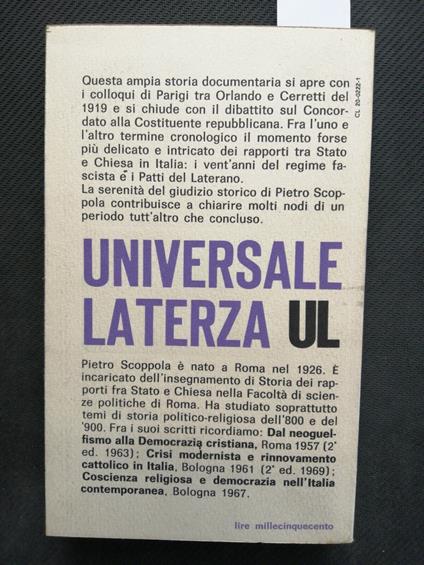 Questa ampia storia documentaria si apre con
i colloqui di Parigi tra Orlando e Cerretti del
1919 e si chiude con il dibattito sul Concor-
dato alla Costituente repubblicana. Fra l'uno e
l'altro termine cronologico il momento forse
più delicato e intricato dei rapporti tra Stato
e Chiesa in Italia: i vent'anni del regime fa-
scista e i Patti del Laterano.
La serenità del giudizio storico di Pietro Scop-
pola contribuisce a chiarire molti nodi di un
periodo tutt'altro che concluso.
CL 20-0222-1
UNIVERSALE
LATERZA UL
Pietro Scoppola è nato a Roma nel 1926. È
incaricato dell'insegnamento di Storia dei rap-
porti fra Stato e Chiesa nella Facoltà di scien-
ze politiche di Roma. Ha studiato soprattutto
temi di storia politico-religiosa dell'800 e del
'900. Fra i suoi scritti ricordiamo: Dal neoguel-
fismo alla Democrazia cristiana, Roma 1957 (2ª
ed. 1963); Crisi modernista e rinnovamento
cattolico in Italia, Bologna 1961 (2ª ed. 1969);
Coscienza religiosa e democrazia nell'Italia
contemporanea, Bologna 1967.
lire millecinquecento